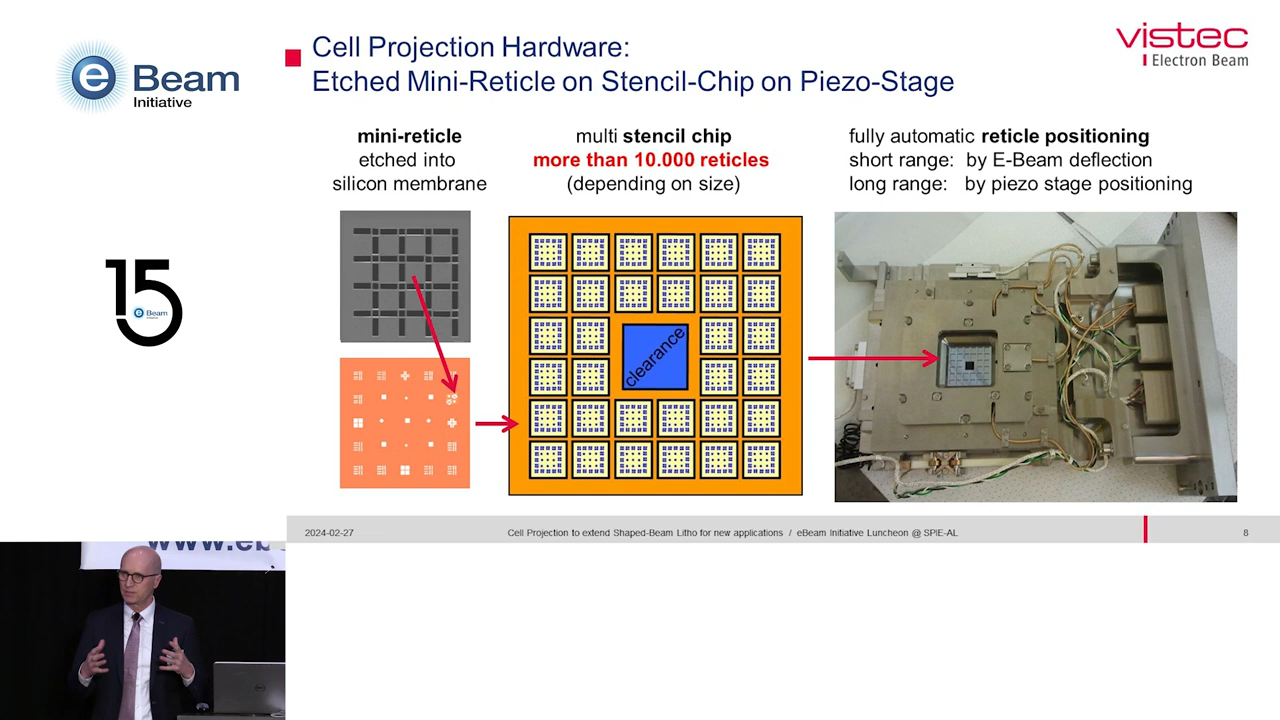 Cell Projection Hardware:
Etched Mini-Reticle on Stencil-Chip on Piezo-Stage
vistec
Electron Beam
e Beam
Initiative
mini-reticle
etched into
silicon membrane
multi stencil chip
more than 10.000 reticles
(depending on size)
fully automatic reticle positioning
short range: by E-Beam deflection
long range: by piezo stage positioning
15
e Beam
clearance
2024-02-27
Cell Projection to extend Shaped-Beam Litho for new applications / eBeam Initiative Luncheon @ SPIE-AL
8